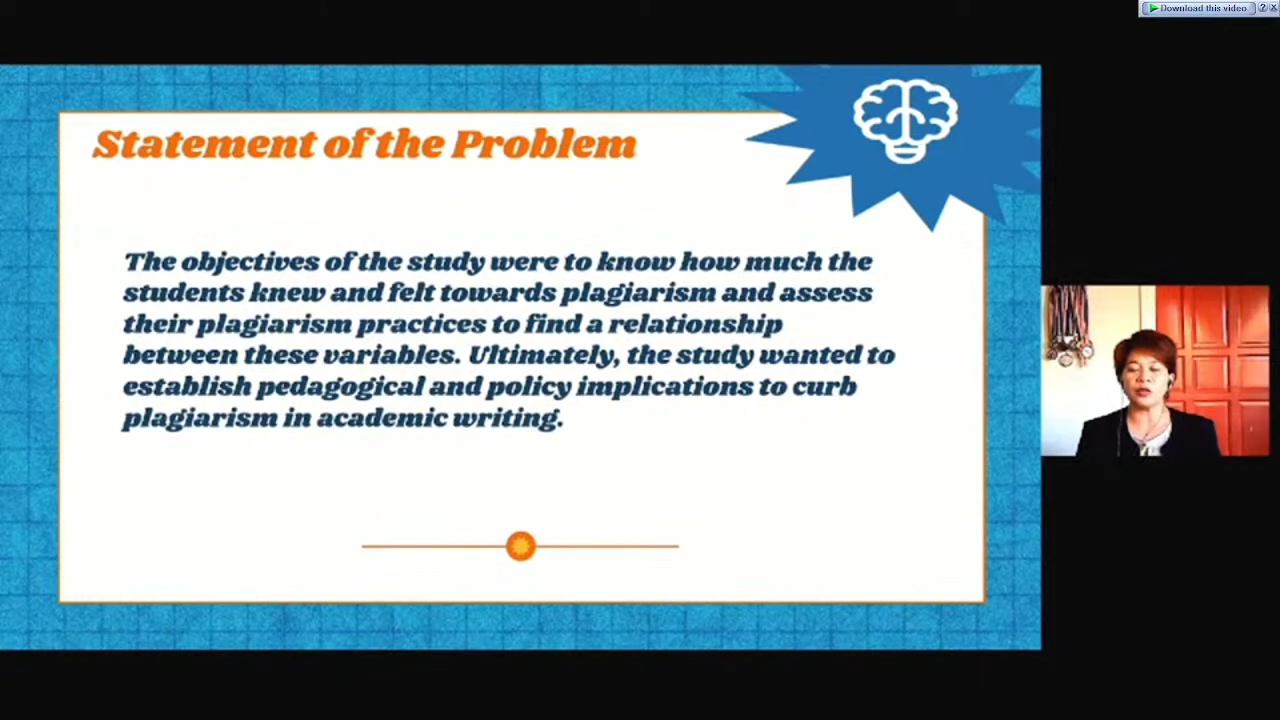 Download this video
Statement of the Problem
The objectives of the study were to know how much the
students knew and felt towards plagiarism and assess
their plagiarism practices to find a relationship
between these variables. Ultimately, the study wanted to
establish pedagogical and policy implications to curb
plagiarism in academic writing.